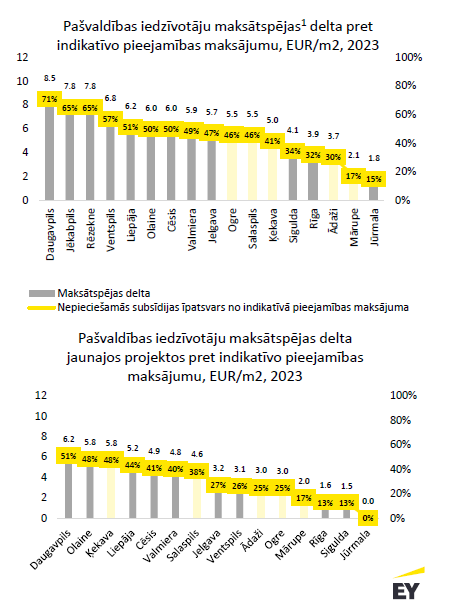 Pašvaldības iedzīvotāju maksātspējas¹ delta pret
indikatīvo pieejamības maksājumu, EUR/m2, 2023
12 100%
10 80%
8 60%
6
4 40%
2 20%
0 0%
8.5 7.8 7.8 6.8 6.2 6.0 6.0 5.9 5.7 5.5 5.5 5.0 4.1 3.9 3.7 2.1 1.8
71% 65% 65% 57% 51% 50% 50% 49% 47% 46% 46% 41% 34% 32% 30% 17% 15%
Daugavpils Jēkabpils Rēzekne Ventspils Liepāja Olaine Cēsis Valmiera Jelgava Ogre Salaspils Ķekava Sigulda Rīga Ādaži Mārupe Jūrmala
Maksātspējas delta
Nepieciešamās subsīdijas īpatsvars no indikatīvā pieejamības maksājuma
Pašvaldības iedzīvotāju maksātspējas delta
jaunajos projektos pret indikatīvo pieejamības
maksājumu, EUR/m2, 2023
12 100%
10 80%
8 60%
6
4 40%
2 20%
0 0%
6.2 5.8 5.8 5.2 4.9 4.8 4.6 3.2 3.1 3.0 3.0 2.0 1.6 1.5 0.0
51% 48% 48% 44% 41% 40% 38% 27% 26% 25% 25% 17% 13% 13% 0%
Daugavpils Olaine Ķekava Liepāja Cēsis Valmiera Salaspils Jelgava Ventspils Ādaži Ogre Mārupe Rīga Sigulda Jūrmala
EY